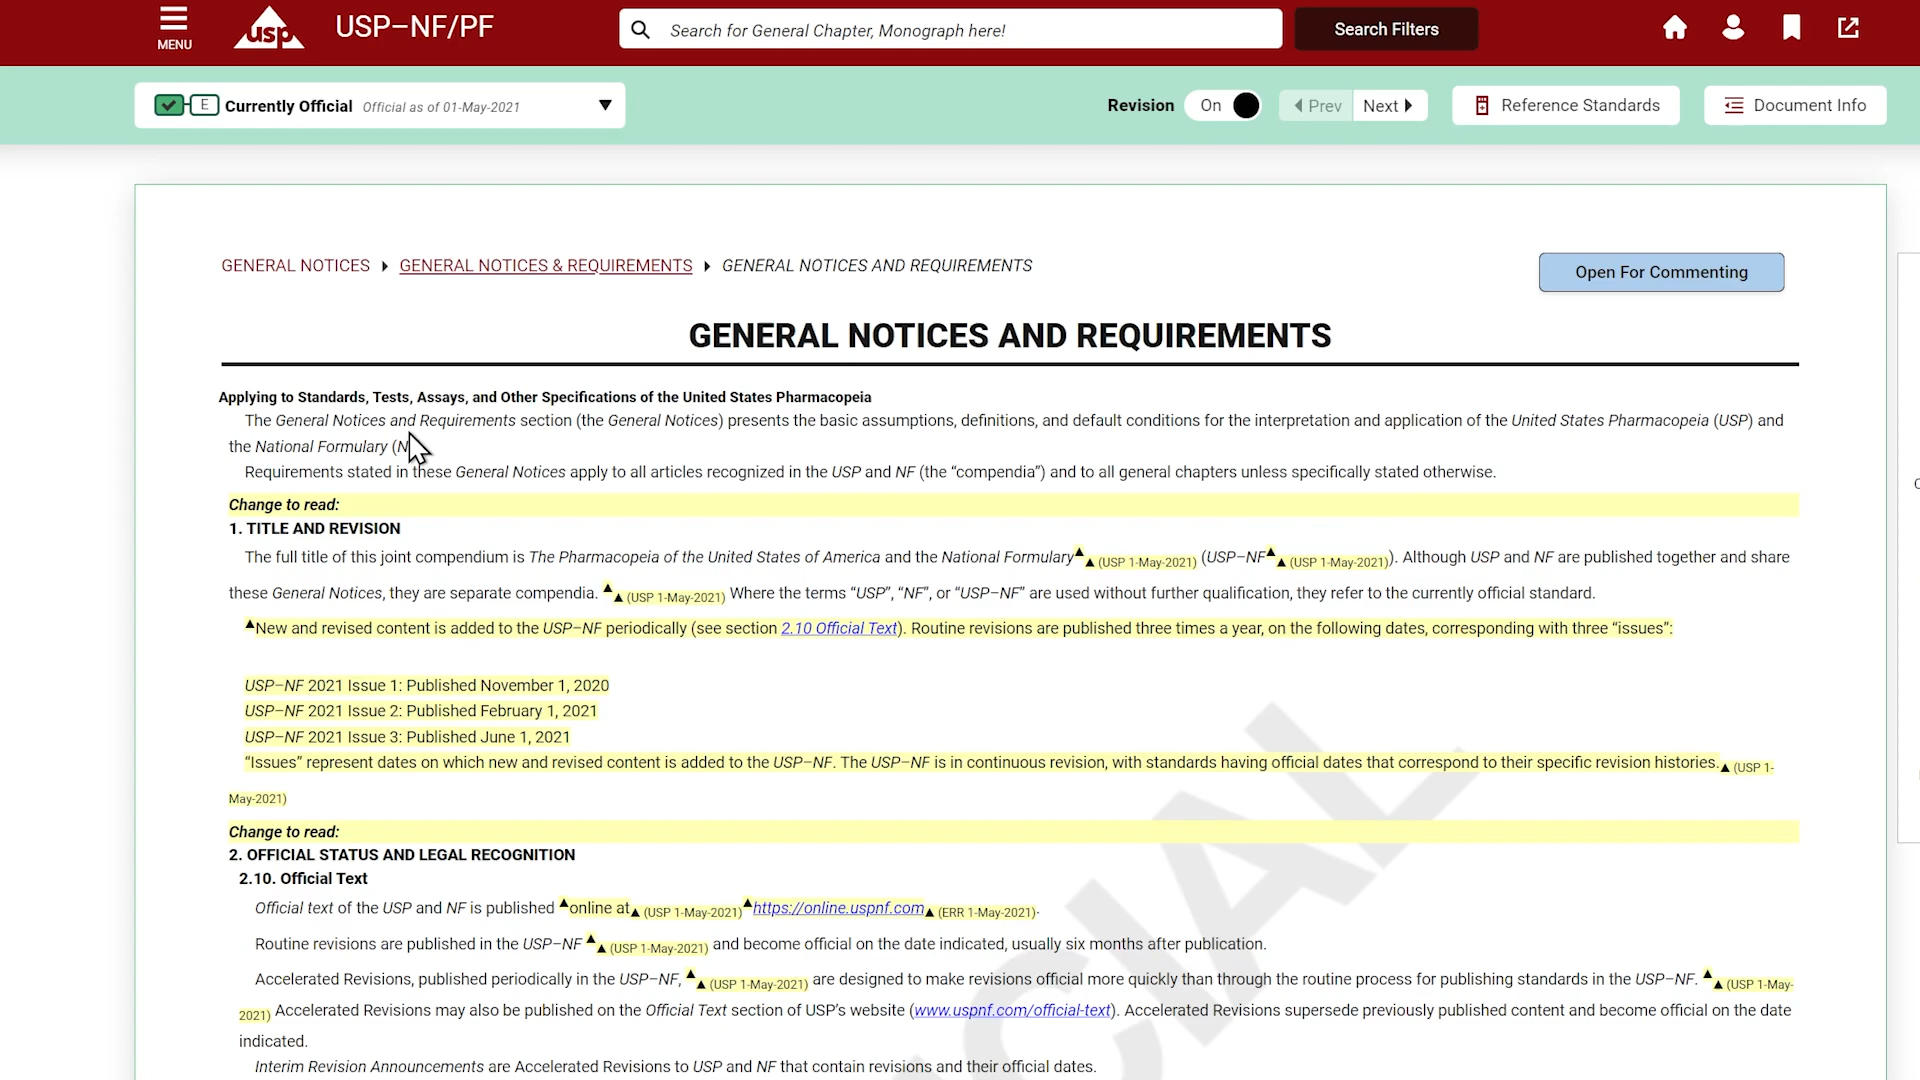 MENU
usp
USP–NF/PF
Search for General Chapter, Monograph here!
Search Filters
E Currently Official Official as of 01-May-2021 ▼
Revision On
Prev Next
Reference Standards
Document Info
GENERAL NOTICES ▸ GENERAL NOTICES & REQUIREMENTS ▸ GENERAL NOTICES AND REQUIREMENTS
Open For Commenting
GENERAL NOTICES AND REQUIREMENTS
Applying to Standards, Tests, Assays, and Other Specifications of the United States Pharmacopeia
The General Notices and Requirements section (the General Notices) presents the basic assumptions, definitions, and default conditions for the interpretation and application of the United States Pharmacopeia (USP) and
the National Formulary (N
Requirements stated in these General Notices apply to all articles recognized in the USP and NF (the “compendia”) and to all general chapters unless specifically stated otherwise.
Change to read:
1. TITLE AND REVISION
The full title of this joint compendium is The Pharmacopeia of the United States of America and the National Formulary▲▲ (USP 1-May-2021) (USP–NF▲▲ (USP 1-May-2021)). Although USP and NF are published together and share
these General Notices, they are separate compendia. ▲▲ (USP 1-May-2021) Where the terms “USP”, “NF”, or “USP–NF” are used without further qualification, they refer to the currently official standard.
▲New and revised content is added to the USP–NF periodically (see section 2.10 Official Text). Routine revisions are published three times a year, on the following dates, corresponding with three “issues”:
USP–NF 2021 Issue 1: Published November 1, 2020
USP–NF 2021 Issue 2: Published February 1, 2021
USP–NF 2021 Issue 3: Published June 1, 2021
“Issues” represent dates on which new and revised content is added to the USP–NF. The USP–NF is in continuous revision, with standards having official dates that correspond to their specific revision histories.▲ (USP 1-
May-2021)
Change to read:
2. OFFICIAL STATUS AND LEGAL RECOGNITION
2.10. Official Text
Official text of the USP and NF is published ▲online at▲ (USP 1-May-2021)▲https://online.uspnf.com▲ (ERR 1-May-2021).
Routine revisions are published in the USP–NF ▲▲ (USP 1-May-2021) and become official on the date indicated, usually six months after publication.
Accelerated Revisions, published periodically in the USP–NF, ▲▲ (USP 1-May-2021) are designed to make revisions official more quickly than through the routine process for publishing standards in the USP–NF. ▲▲ (USP 1-May-
2021) Accelerated Revisions may also be published on the Official Text section of USP’s website (www.uspnf.com/official-text). Accelerated Revisions supersede previously published content and become official on the date
indicated.
Interim Revision Announcements are Accelerated Revisions to USP and NF that contain revisions and their official dates.
CIAL